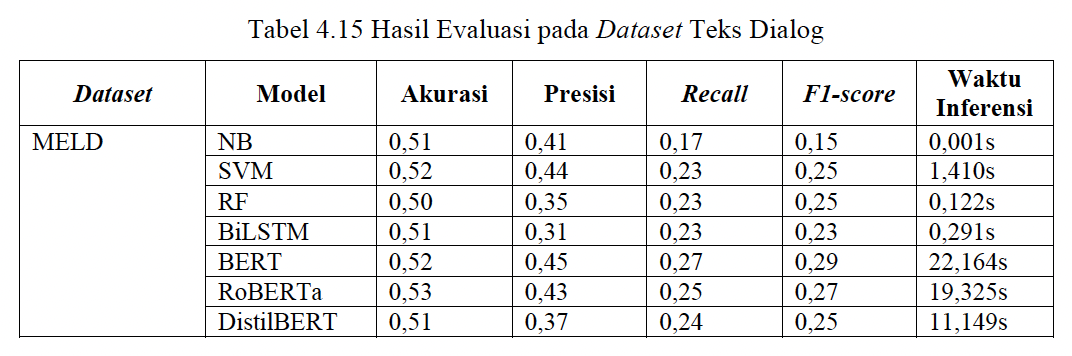 Tabel 4.15 Hasil Evaluasi pada Dataset Teks Dialog
Dataset Model Akurasi Presisi Recall F1-score Waktu Inferensi
MELD NB 0,51 0,41 0,17 0,15 0,001s
SVM 0,52 0,44 0,23 0,25 1,410s
RF 0,50 0,35 0,23 0,25 0,122s
BiLSTM 0,51 0,31 0,23 0,23 0,291s
BERT 0,52 0,45 0,27 0,29 22,164s
RoBERTa 0,53 0,43 0,25 0,27 19,325s
DistilBERT 0,51 0,37 0,24 0,25 11,149s